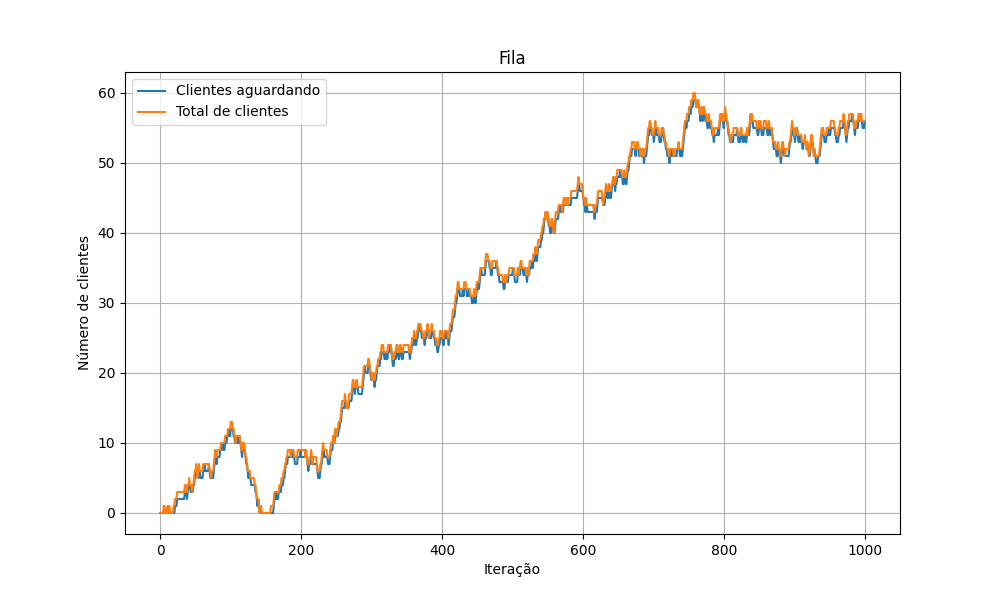 Fila
Clientes aguardando
Total de clientes
60
50
40
30
20
10
0
Número de clientes
0 200 400 600 800 1000
Iteração